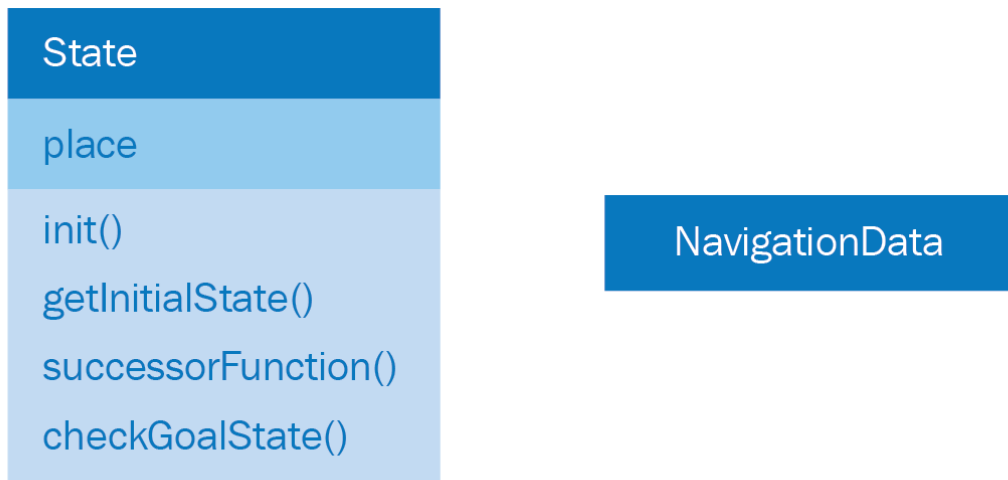 State
place
init()
getInitialState()
successorFunction()
checkGoalState()
NavigationData